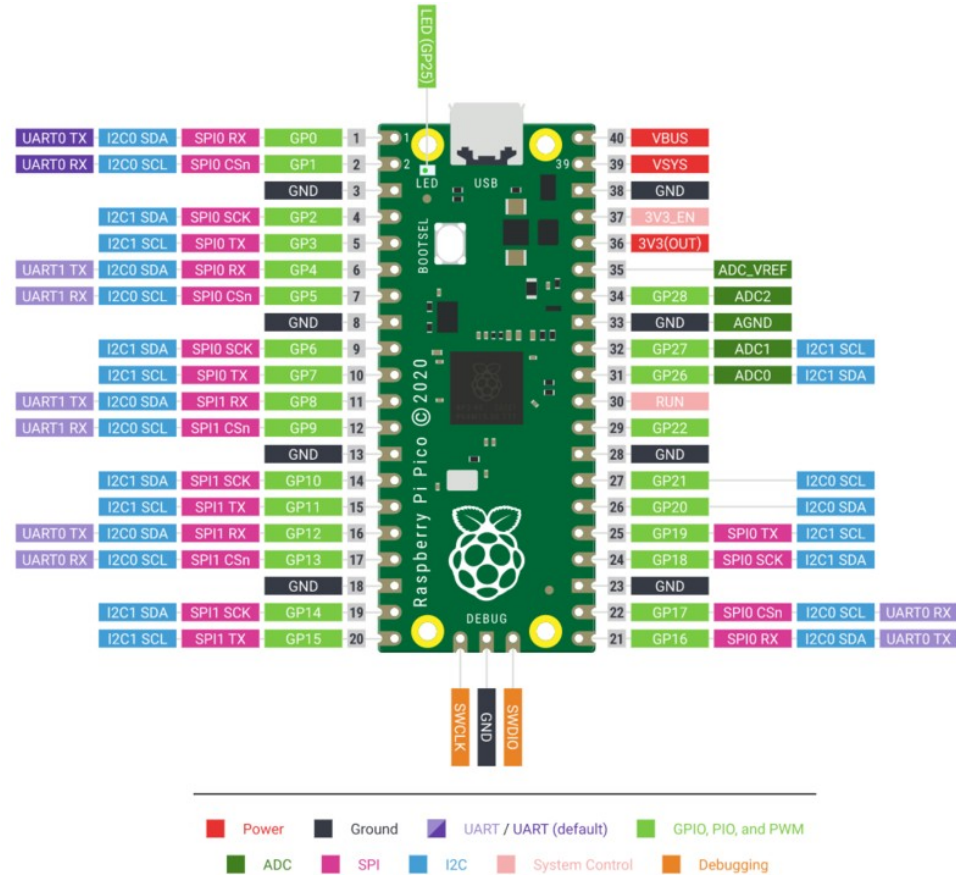 LED (GP25)
UART0 TX I2C0 SDA SPI0 RX GP0 1 1 40 VBUS
UART0 RX I2C0 SCL SPI0 CSn GP1 2 2 39 39 VSYS
LED USB
GND 3 38 GND
I2C1 SDA SPI0 SCK GP2 4 37 3V3_EN
I2C1 SCL SPI0 TX GP3 5 BOOTSEL 36 3V3(OUT)
UART1 TX I2C0 SDA SPI0 RX GP4 6 35 ADC_VREF
UART1 RX I2C0 SCL SPI0 CSn GP5 7 34 GP28 ADC2
GND 8 33 GND AGND
I2C1 SDA SPI0 SCK GP6 9 32 GP27 ADC1 I2C1 SCL
I2C1 SCL SPI0 TX GP7 10 31 GP26 ADC0 I2C1 SDA
UART1 TX I2C0 SDA SPI1 RX GP8 11 30 RUN
UART1 RX I2C0 SCL SPI1 CSn GP9 12 29 GP22
GND 13 28 GND
Raspberry Pi Pico © 2020
I2C1 SDA SPI1 SCK GP10 14 27 GP21 I2C0 SCL
I2C1 SCL SPI1 TX GP11 15 26 GP20 I2C0 SDA
UART0 TX I2C0 SDA SPI1 RX GP12 16 25 GP19 SPI0 TX I2C1 SCL
UART0 RX I2C0 SCL SPI1 CSn GP13 17 24 GP18 SPI0 SCK I2C1 SDA
GND 18 23 GND
I2C1 SDA SPI1 SCK GP14 19 22 GP17 SPI0 CSn I2C0 SCL UART0 RX
DEBUG
I2C1 SCL SPI1 TX GP15 20 21 GP16 SPI0 RX I2C0 SDA UART0 TX
SWCLK GND SWDIO
Power Ground UART / UART (default) GPIO, PIO, and PWM
ADC SPI I2C System Control Debugging